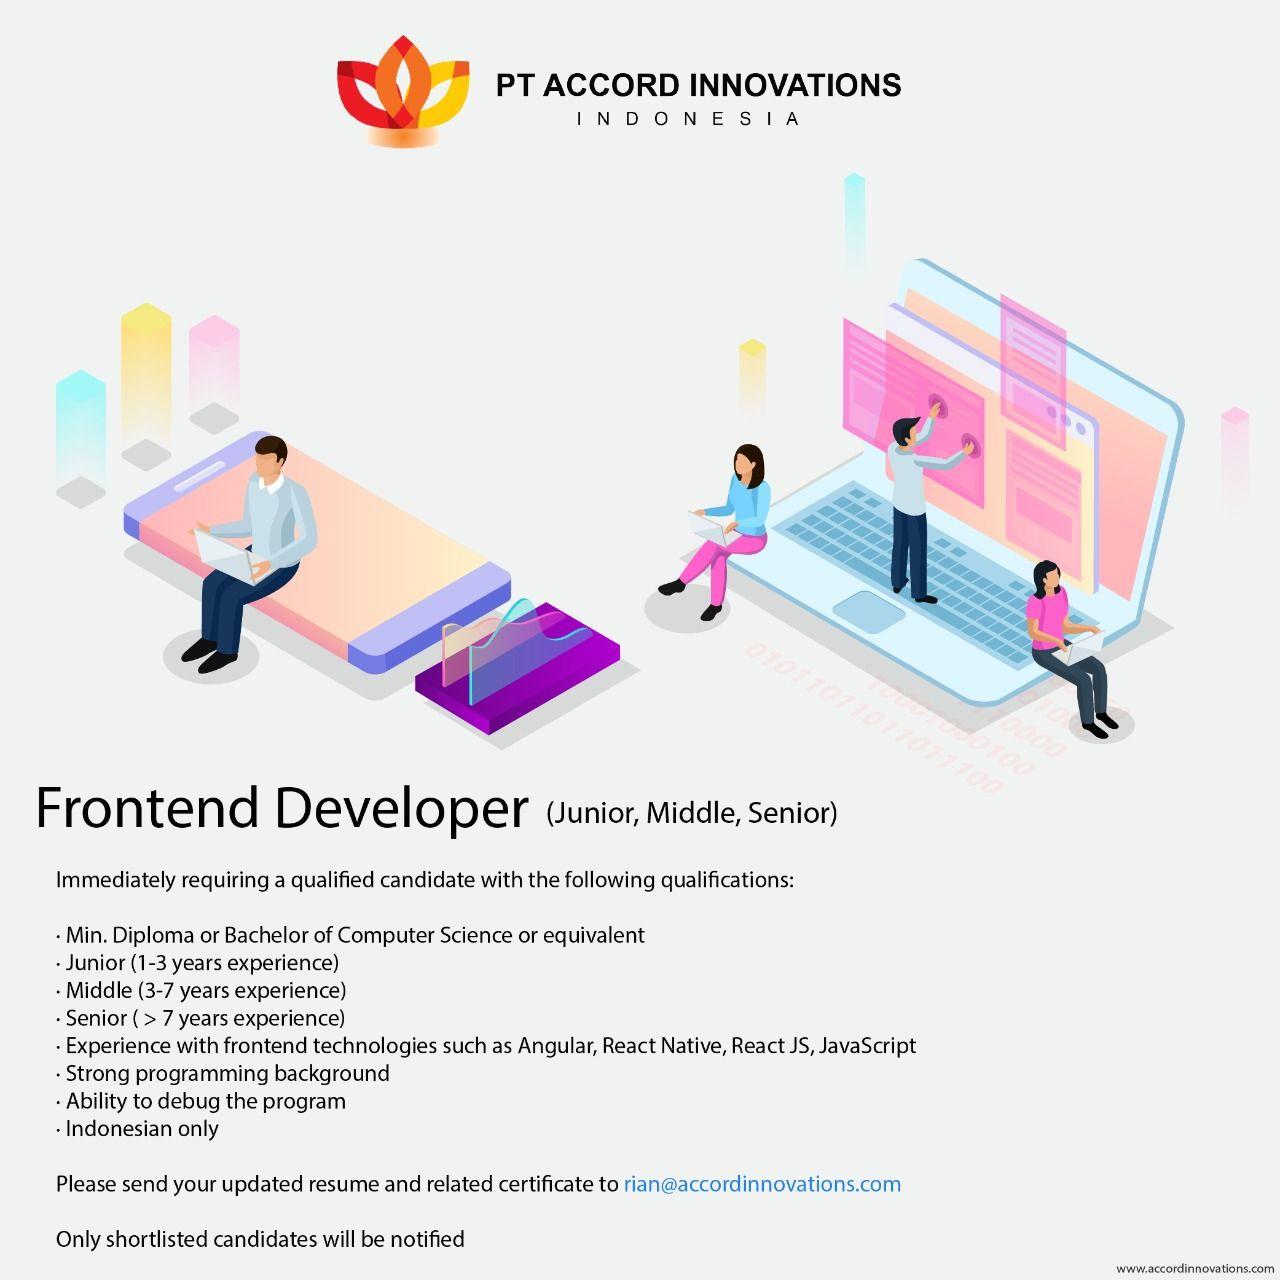 PT ACCORD INNOVATIONS
INDONESIA
Frontend Developer (Junior, Middle, Senior)
Immediately requiring a qualified candidate with the following qualifications:
· Min. Diploma or Bachelor of Computer Science or equivalent
· Junior (1-3 years experience)
· Middle (3-7 years experience)
· Senior ( > 7 years experience)
· Experience with frontend technologies such as Angular, React Native, React JS, JavaScript
· Strong programming background
· Ability to debug the program
· Indonesian only
Please send your updated resume and related certificate to rian@accordinnovations.com
Only shortlisted candidates will be notified
www.accordinnovations.com